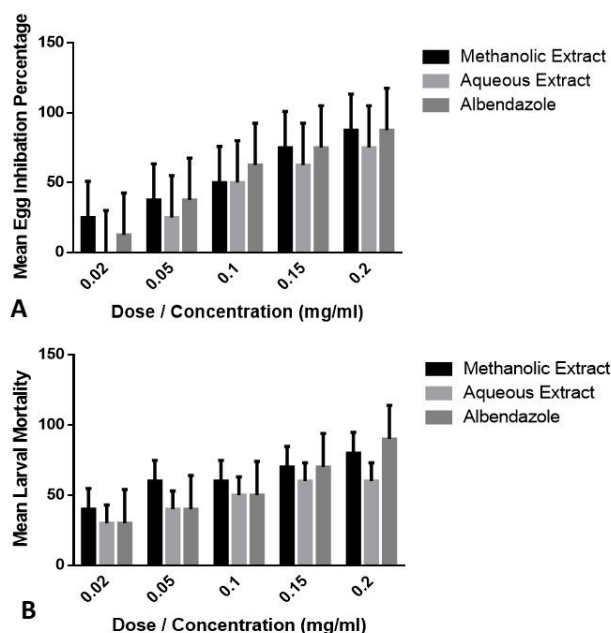 150
100
50
0
Mean Egg Inhibation Percentage
0.02 0.05 0.1 0.15 0.2
Dose / Concentration (mg/ml)
Methanolic Extract
Aqueous Extract
Albendazole
A
150
100
50
0
Mean Larval Mortality
0.02 0.05 0.1 0.15 0.2
Dose / Concentration (mg/ml)
Methanolic Extract
Aqueous Extract
Albendazole
B